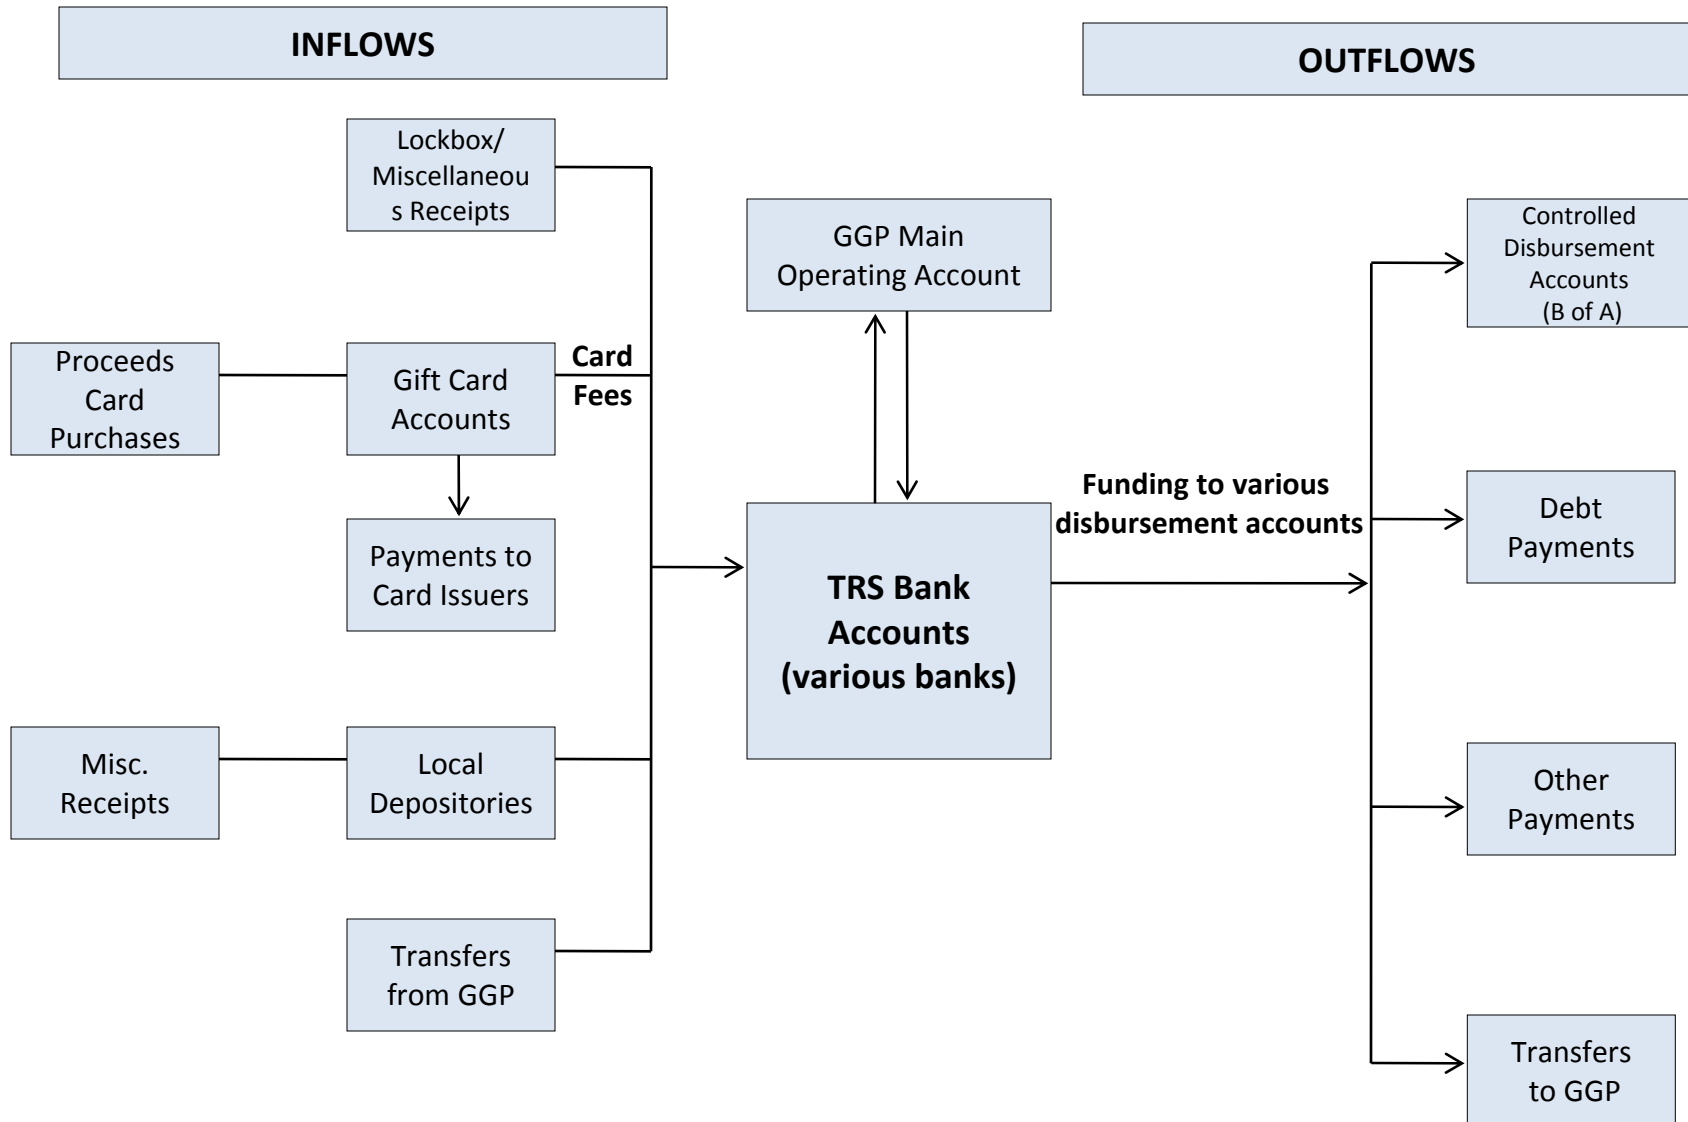 INFLOWS
OUTFLOWS
Lockbox/
Miscellaneou
s Receipts
GGP Main
Operating Account
Controlled
Disbursement
Accounts
(B of A)
Proceeds
Card
Purchases
Gift Card
Accounts
Card
Fees
Payments to
Card Issuers
Funding to various
disbursement accounts
Debt
Payments
TRS Bank
Accounts
(various banks)
Misc.
Receipts
Local
Depositories
Other
Payments
Transfers
from GGP
Transfers
to GGP